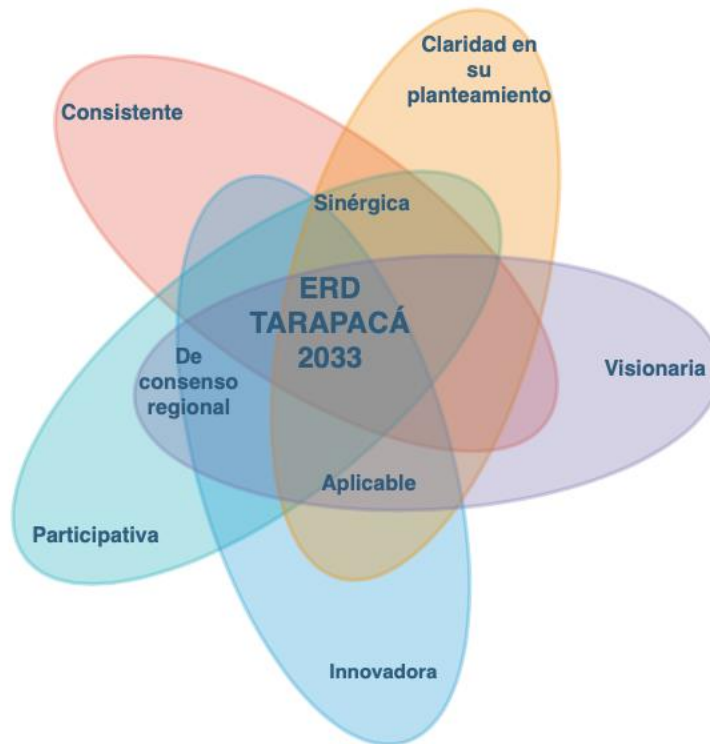 Claridad en
su
planteamiento
Consistente
Sinérgica
ERD
TARAPACÁ
2033
De
consenso
regional
Visionaria
Aplicable
Participativa
Innovadora